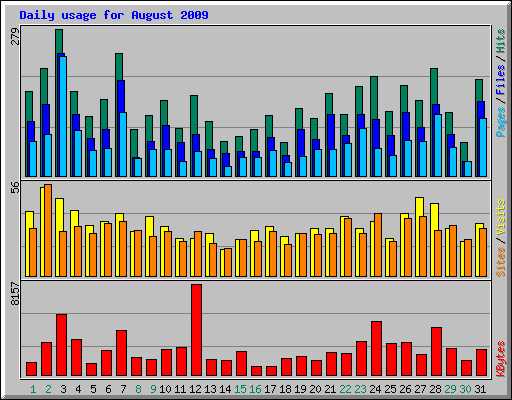 Daily usage for August 2009
279
Pages / Files / Hits
56
Sites / Visits
8157
KBytes
1 2 3 4 5 6 7 8 9 10 11 12 13 14 15 16 17 18 19 20 21 22 23 24 25 26 27 28 29 30 31